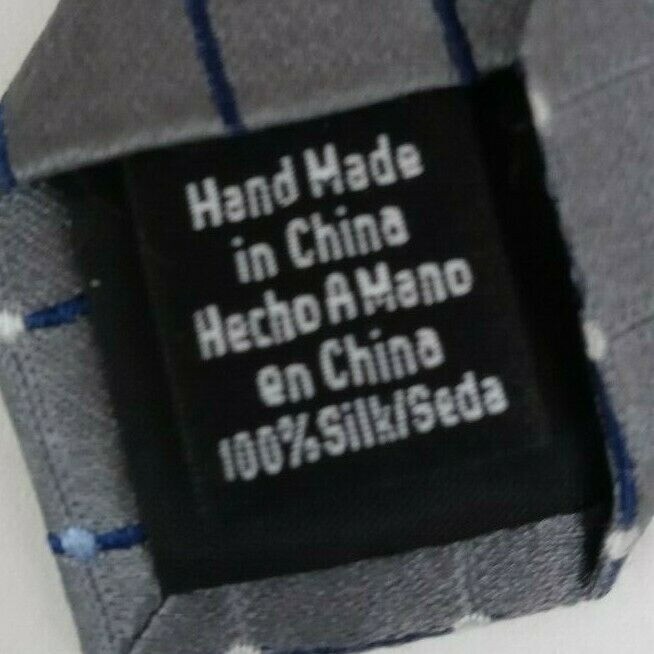 Hand Made
in China
Hecho A Mano
en China
100% Silk/Seda